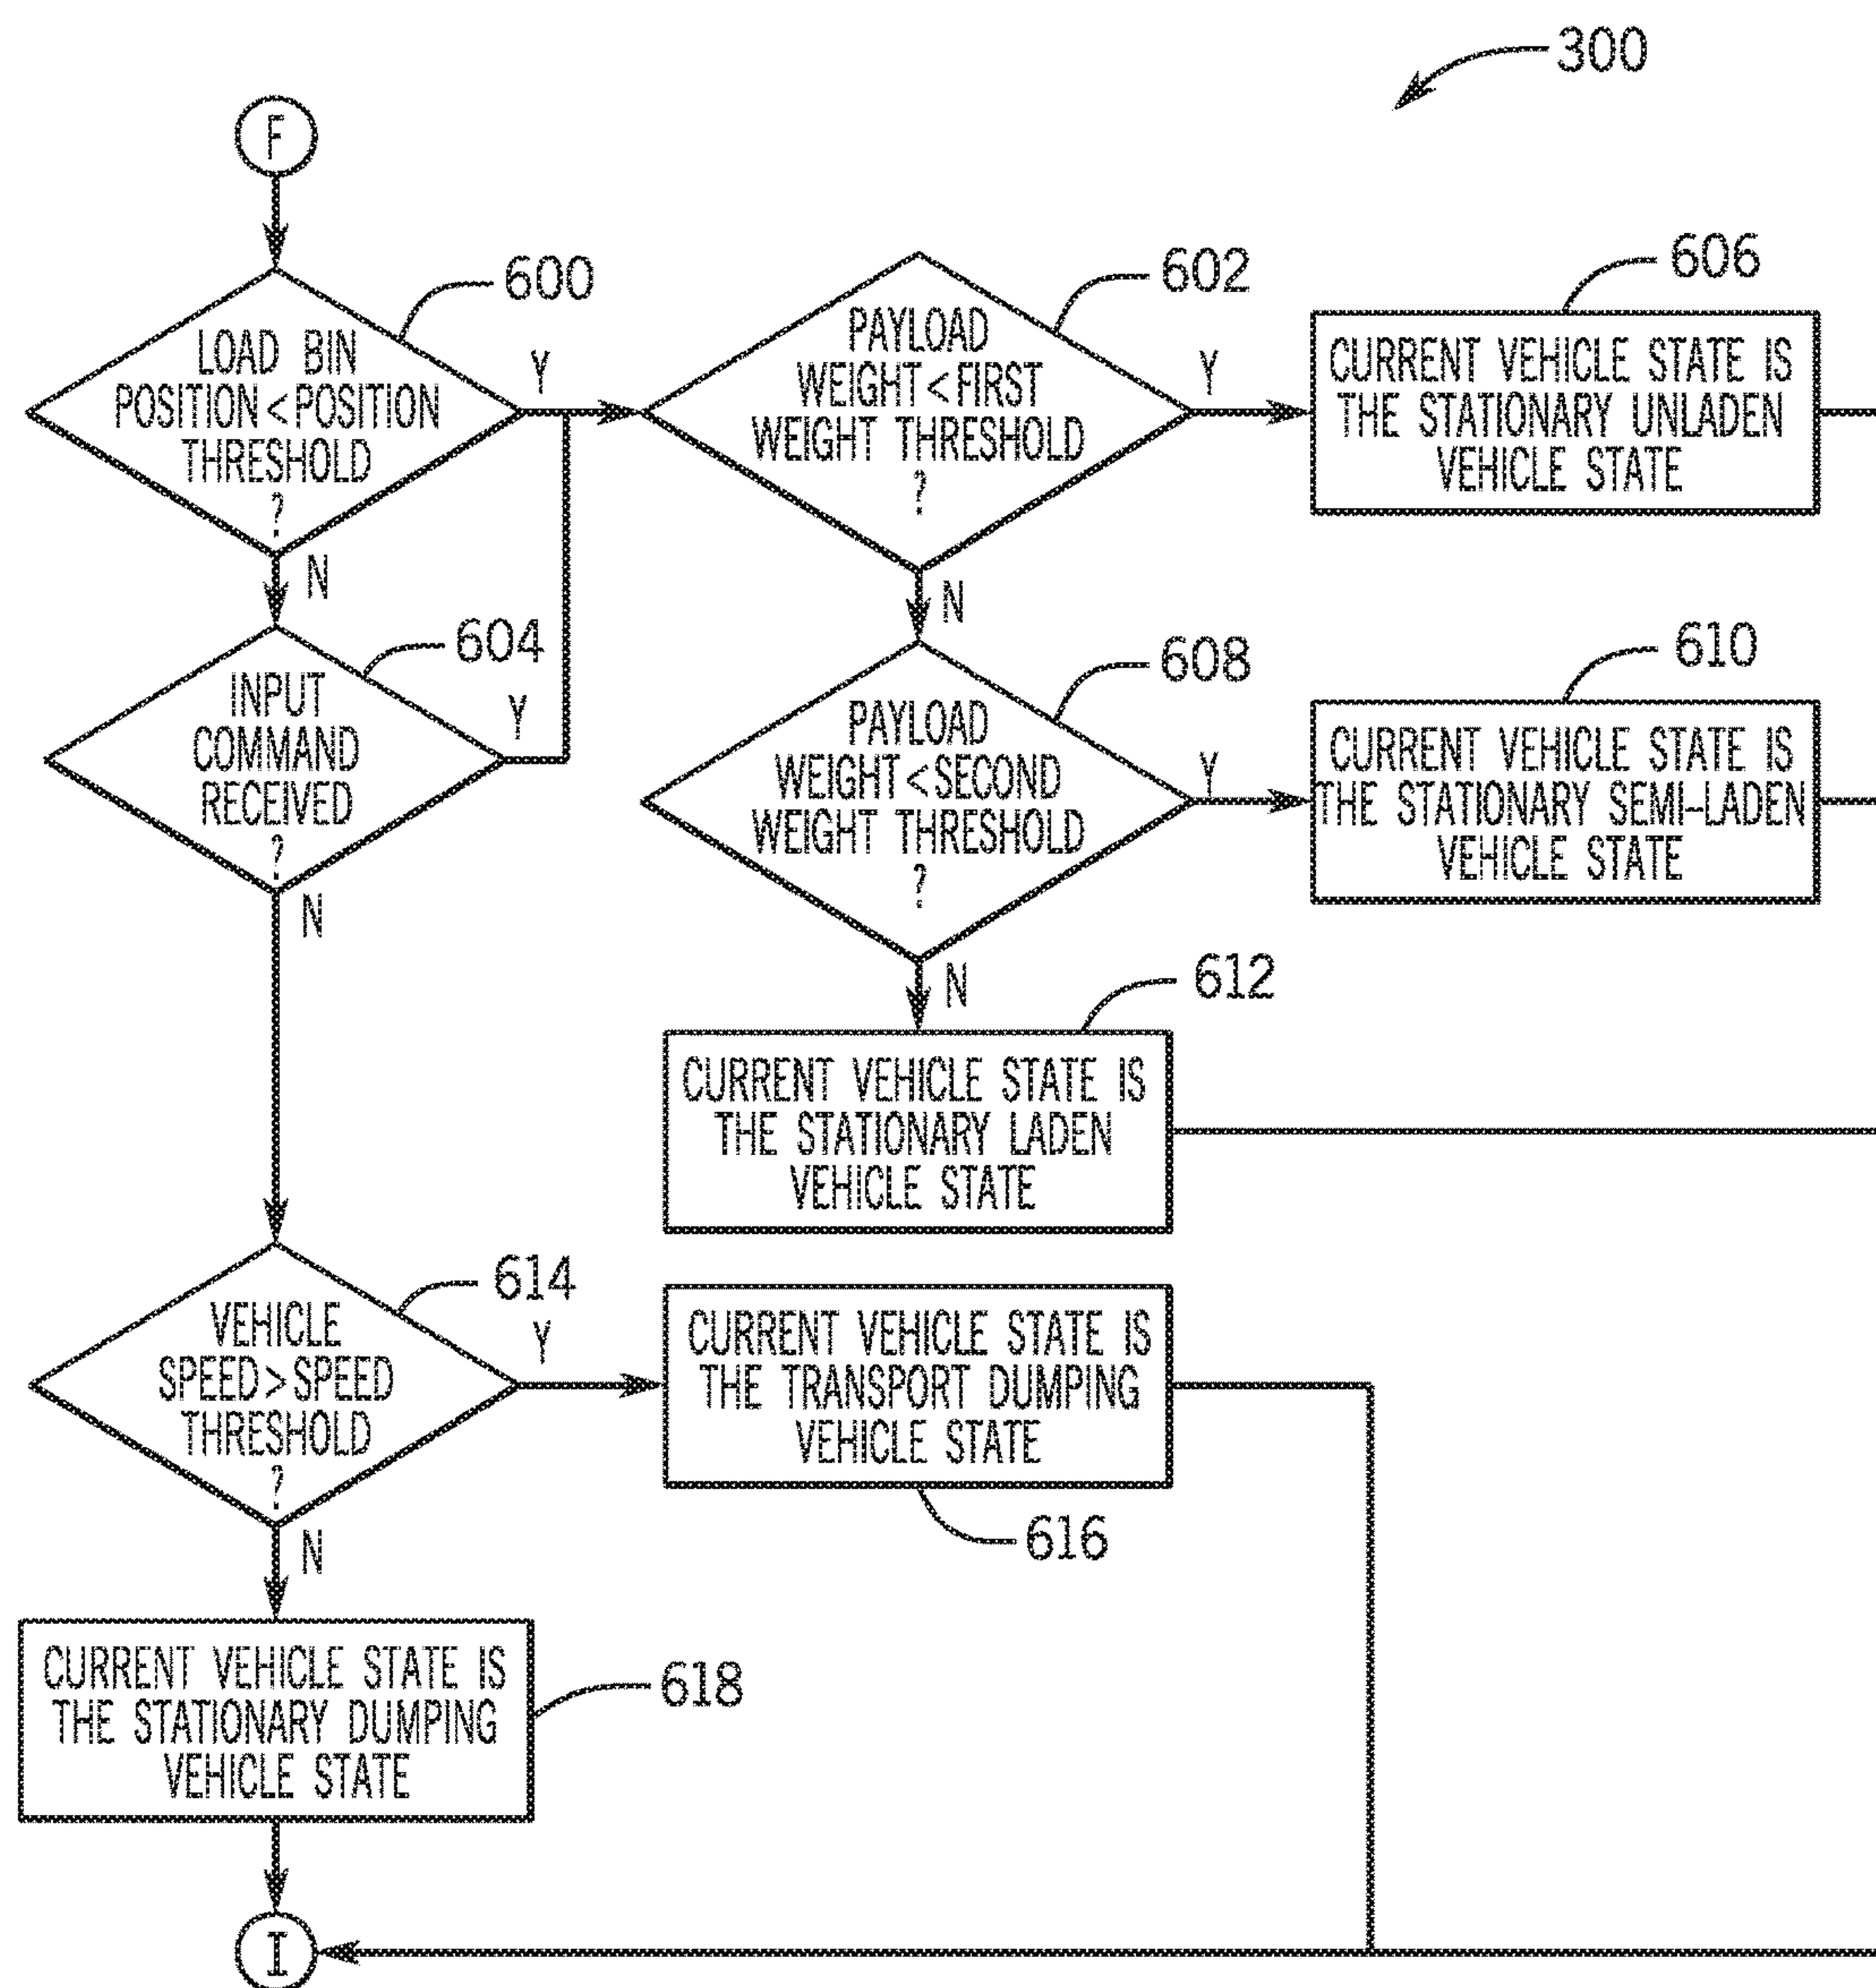 300
F
600
LOAD BIN
POSITION < POSITION
THRESHOLD
?
Y
N
602
PAYLOAD
WEIGHT < FIRST
WEIGHT THRESHOLD
?
Y
N
606
CURRENT VEHICLE STATE IS
THE STATIONARY UNLADEN
VEHICLE STATE
604
INPUT
COMMAND
RECEIVED
?
Y
N
608
PAYLOAD
WEIGHT < SECOND
WEIGHT THRESHOLD
?
Y
N
610
CURRENT VEHICLE STATE IS
THE STATIONARY SEMI-LADEN
VEHICLE STATE
612
CURRENT VEHICLE STATE IS
THE STATIONARY LADEN
VEHICLE STATE
614
VEHICLE
SPEED > SPEED
THRESHOLD
?
Y
N
CURRENT VEHICLE STATE IS
THE TRANSPORT DUMPING
VEHICLE STATE
616
CURRENT VEHICLE STATE IS
THE STATIONARY DUMPING
VEHICLE STATE
618
I